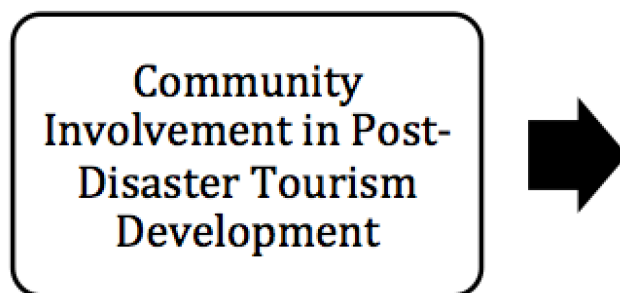 Community
Involvement in Post-
Disaster Tourism
Development